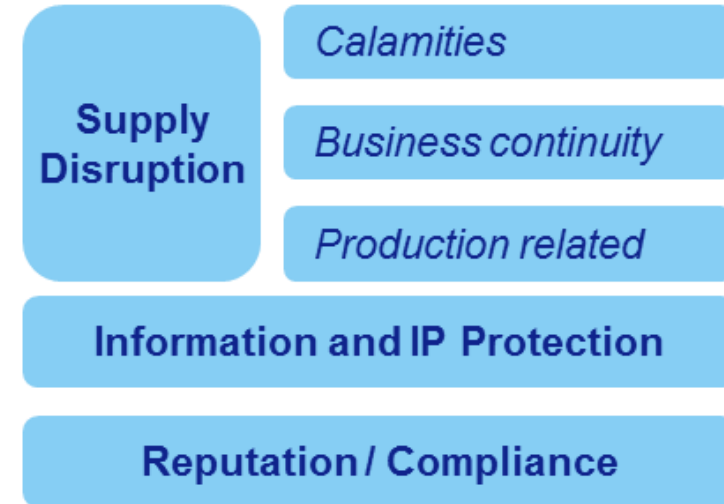 Supply
Disruption
Calamities
Business continuity
Production related
Information and IP Protection
Reputation / Compliance